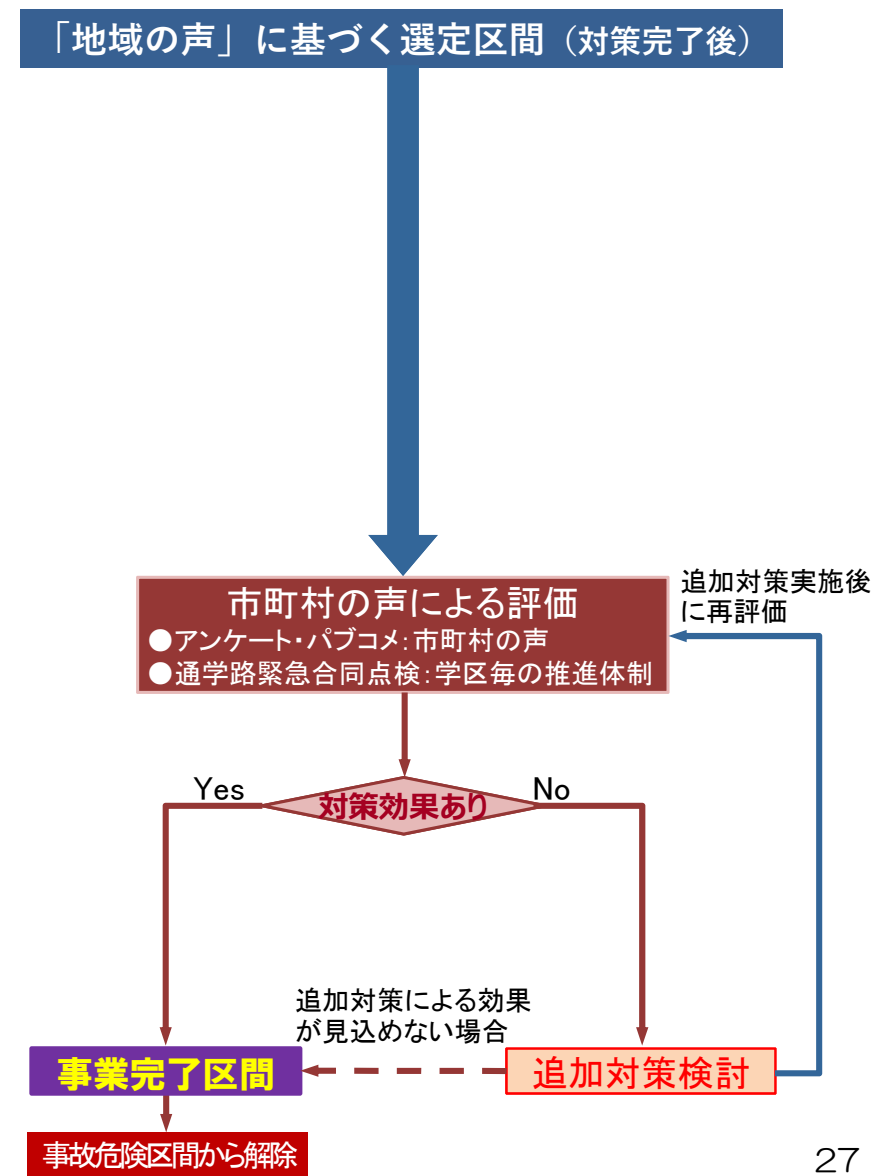 「地域の声」に基づく選定区間（対策完了後）
市町村の声による評価
●アンケート・パブコメ:市町村の声
●通学路緊急合同点検:学区毎の推進体制
追加対策実施後
に再評価
Yes
対策効果あり
No
追加対策による効果
が見込めない場合
事業完了区間
追加対策検討
事故危険区間から解除
27